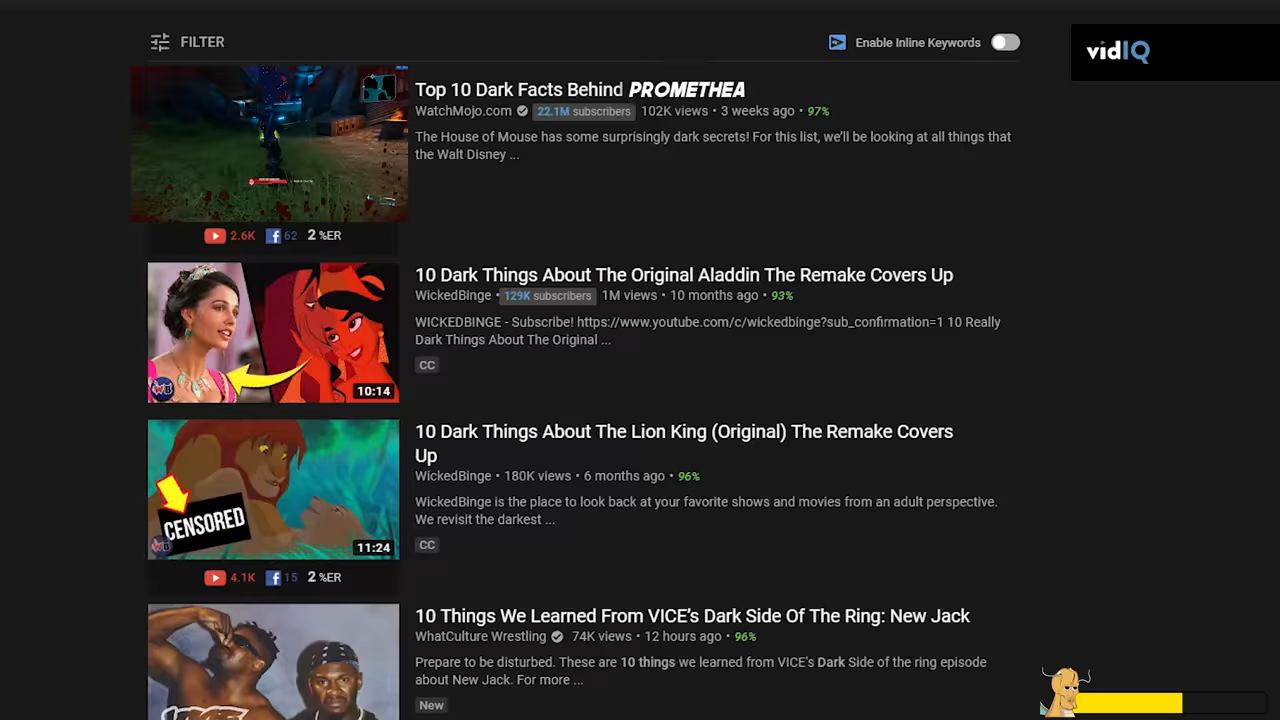 FILTER
Enable Inline Keywords
vidIQ
Top 10 Dark Facts Behind PROMETHEA
WatchMojo.com 22.1M subscribers 102K views • 3 weeks ago • 97%
The House of Mouse has some surprisingly dark secrets! For this list, we'll be looking at all things that
the Walt Disney ...
2.6K 62 2 %ER
10 Dark Things About The Original Aladdin The Remake Covers Up
WickedBinge • 129K subscribers 1M views • 10 months ago • 93%
WICKEDBINGE - Subscribe! https://www.youtube.com/c/wickedbinge?sub_confirmation=1 10 Really
Dark Things About The Original ...
CC
WB
10:14
10 Dark Things About The Lion King (Original) The Remake Covers
Up
WickedBinge • 180K views • 6 months ago • 96%
WickedBinge is the place to look back at your favorite shows and movies from an adult perspective.
We revisit the darkest ...
CC
CENSORED
WB
11:24
4.1K 15 2 %ER
10 Things We Learned From VICE's Dark Side Of The Ring: New Jack
WhatCulture Wrestling 74K views • 12 hours ago • 96%
Prepare to be disturbed. These are 10 things we learned from VICE's Dark Side of the ring episode
about New Jack. For more ...
New